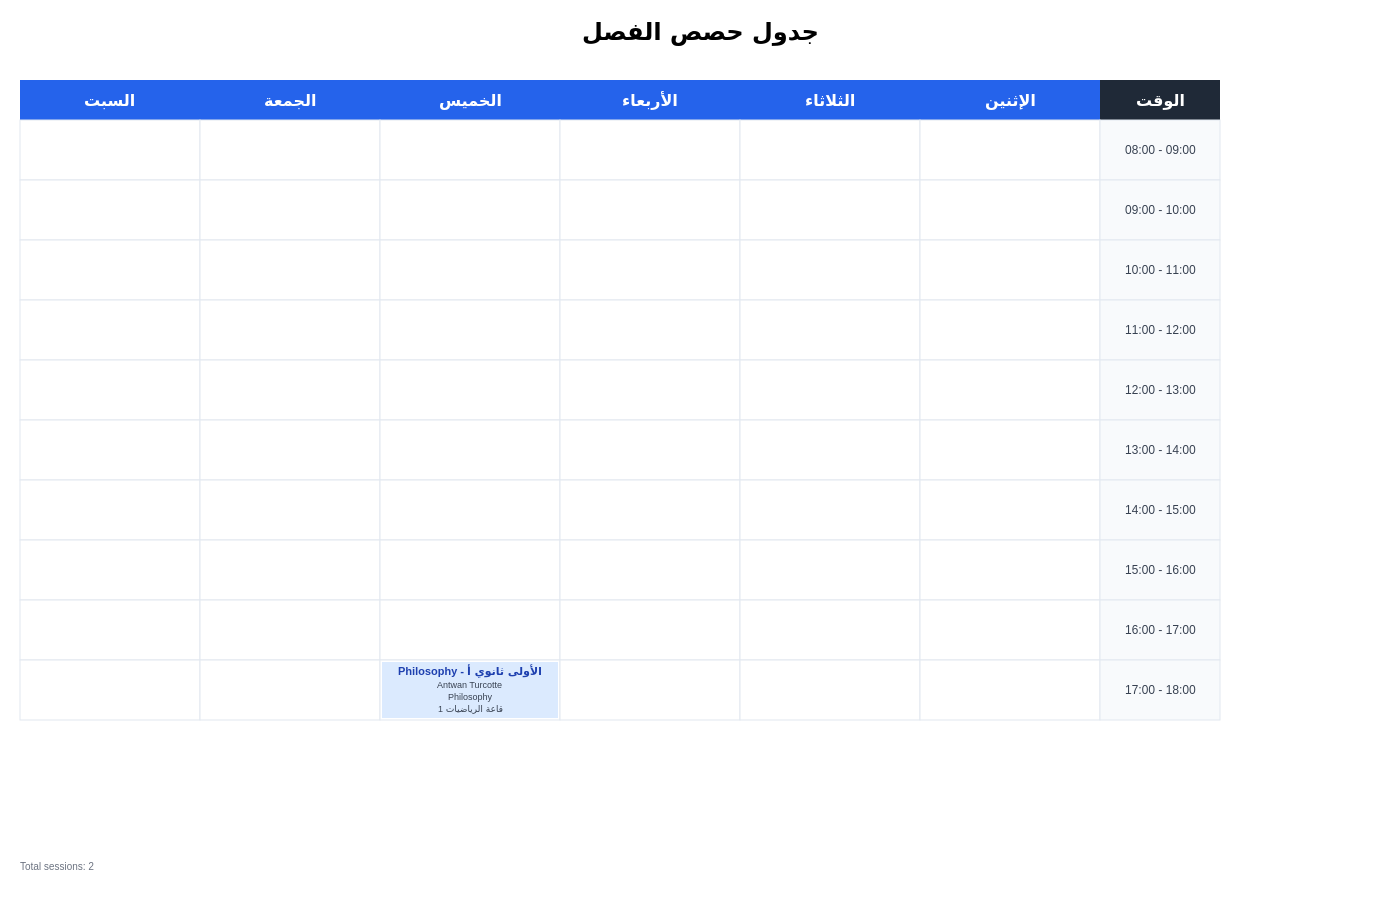 جدول حصص الفصل
الوقت الإثنين الثلاثاء الأربعاء الخميس الجمعة السبت
08:00 - 09:00
09:00 - 10:00
10:00 - 11:00
11:00 - 12:00
12:00 - 13:00
13:00 - 14:00
14:00 - 15:00
15:00 - 16:00
16:00 - 17:00
17:00 - 18:00
الأولى ثانوي أ - Philosophy
Antwan Turcotte
Philosophy
قاعة الرياضيات 1
Total sessions: 2